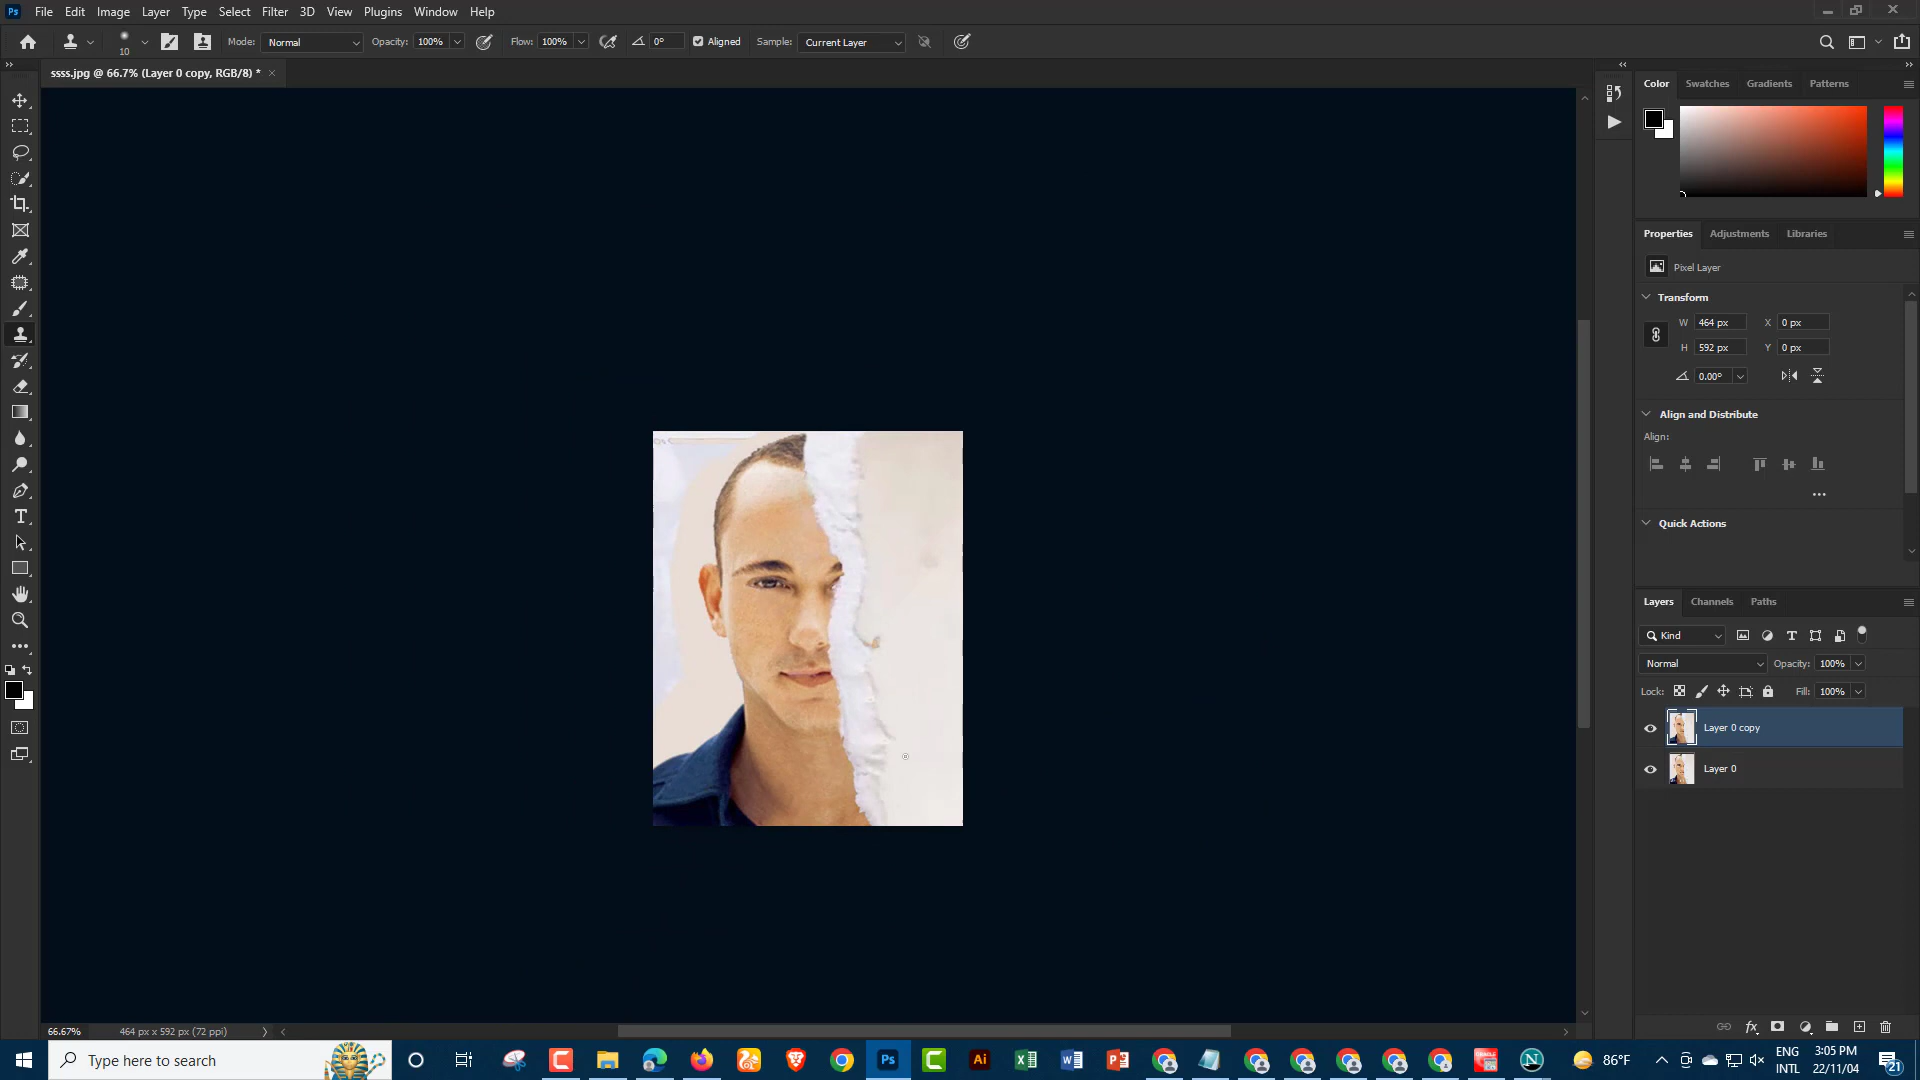 File Edit Image Layer Type Select Filter 3D View Plugins Window Help
10 Mode: Normal Opacity: 100% Flow: 100% 0° Aligned Sample: Current Layer
ssss.jpg @ 66.7% (Layer 0 copy, RGB/8) *
Color Swatches Gradients Patterns
Properties Adjustments Libraries
Pixel Layer
Transform
W 464 px X 0 px
H 592 px Y 0 px
0.00°
Align and Distribute
Align:
Quick Actions
Layers Channels Paths
Kind
Normal Opacity: 100%
Lock: Fill: 100%
Layer 0 copy
Layer 0
66.67% 464 px x 592 px (72 ppi)
Type here to search
86°F
ENG
INTL
3:05 PM
22/11/04
21